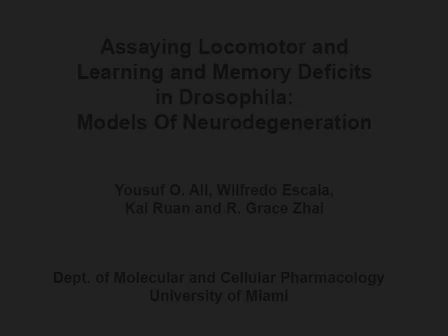 Assaying Locomotor and
Learning and Memory Deficits
in Drosophila:
Models Of Neurodegeneration
Yousuf O. Ali, Wilfredo Escala,
Kai Ruan and R. Grace Zhai
Dept. of Molecular and Cellular Pharmacology
University of Miami